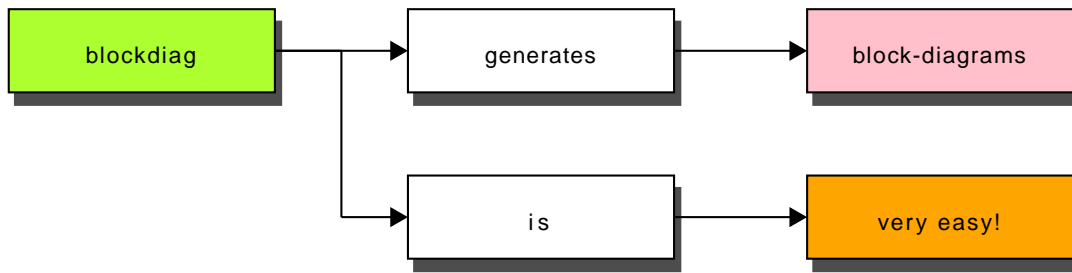 blockdiag
generates
block-diagrams
is
very easy!